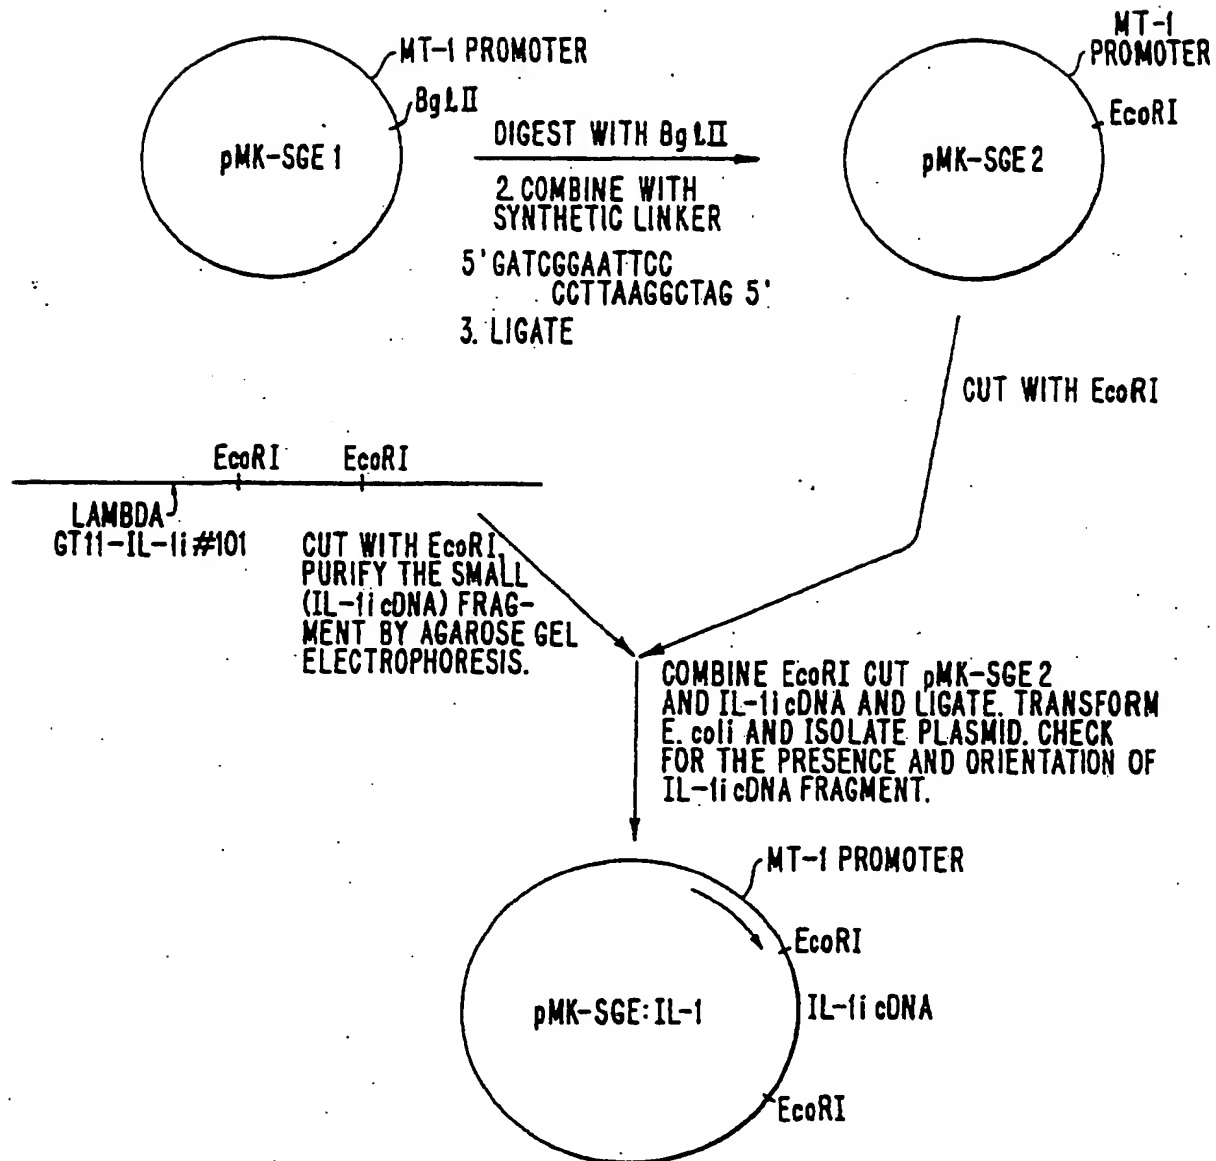 MT-1 PROMOTER
BglII
pMK-SGE 1
DIGEST WITH BglII
2. COMBINE WITH
SYNTHETIC LINKER
5'GATCGGAATTCC
CCTTAAGGCTAG 5'
3. LIGATE
MT-1
PROMOTER
EcoRI
pMK-SGE 2
CUT WITH EcoRI
EcoRI EcoRI
LAMBDA
GT11-IL-1i#101
CUT WITH EcoRI,
PURIFY THE SMALL
(IL-1i cDNA) FRAG-
MENT BY AGAROSE GEL
ELECTROPHORESIS.
COMBINE EcoRI CUT pMK-SGE 2
AND IL-1i cDNA AND LIGATE. TRANSFORM
E. coli AND ISOLATE PLASMID. CHECK
FOR THE PRESENCE AND ORIENTATION OF
IL-1i cDNA FRAGMENT.
MT-1 PROMOTER
EcoRI
pMK-SGE:IL-1
IL-1i cDNA
EcoRI